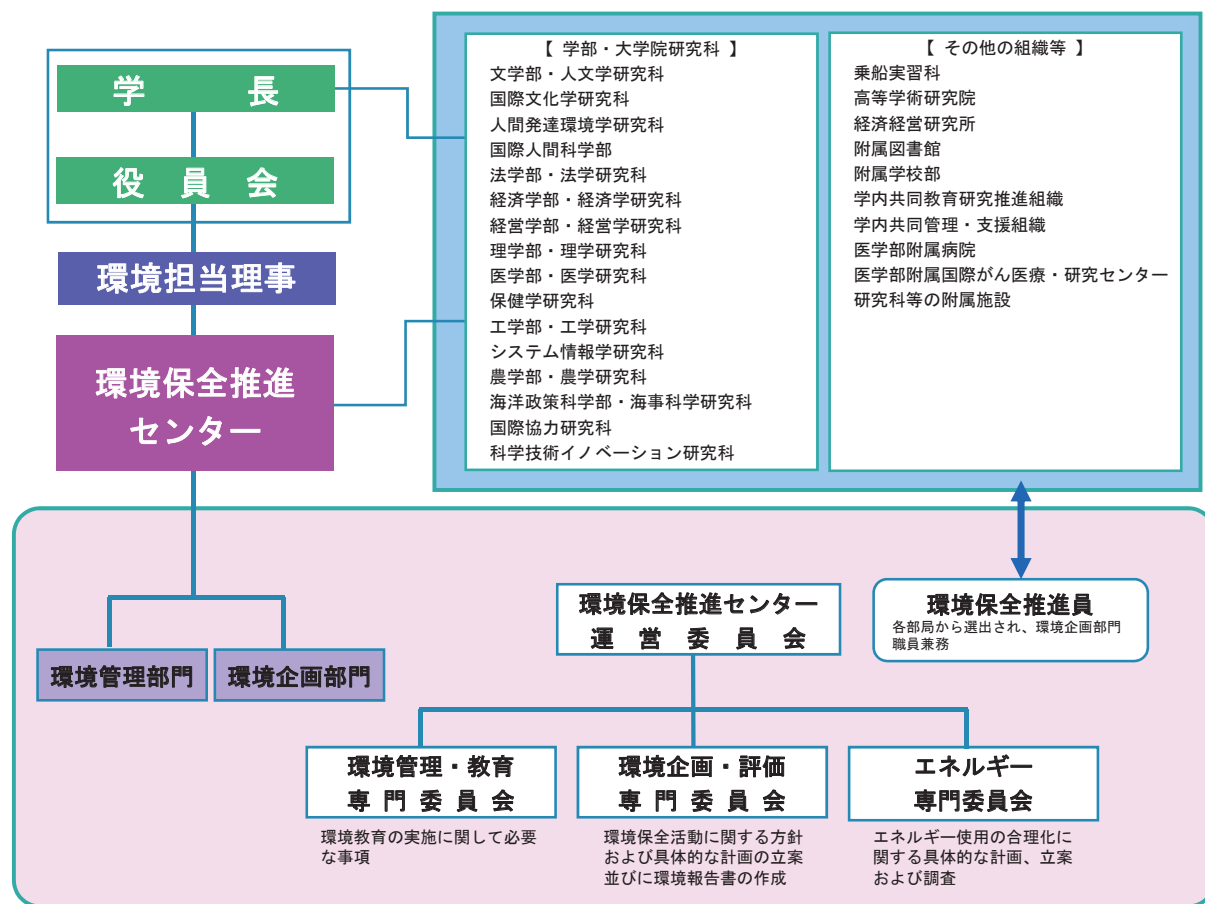 学長
役員会
環境担当理事
環境保全推進
センター
【 学部・大学院研究科 】
文学部・人文学研究科
国際文化学研究科
人間発達環境学研究科
国際人間科学部
法学部・法学研究科
経済学部・経済学研究科
経営学部・経営学研究科
理学部・理学研究科
医学部・医学研究科
保健学研究科
工学部・工学研究科
システム情報学研究科
農学部・農学研究科
海洋政策科学部・海事科学研究科
国際協力研究科
科学技術イノベーション研究科
【 その他の組織等 】
乗船実習科
高等学術研究院
経済経営研究所
附属図書館
附属学校部
学内共同教育研究推進組織
学内共同管理・支援組織
医学部附属病院
医学部附属国際がん医療・研究センター
研究科等の附属施設
環境管理部門
環境企画部門
環境保全推進センター
運営委員会
環境保全推進員
各部局から選出され、環境企画部門
職員兼務
環境管理・教育
専門委員会
環境教育の実施に関して必要
な事項
環境企画・評価
専門委員会
環境保全活動に関する方針
および具体的な計画の立案
並びに環境報告書の作成
エネルギー
専門委員会
エネルギー使用の合理化に
関する具体的な計画、立案
および調査